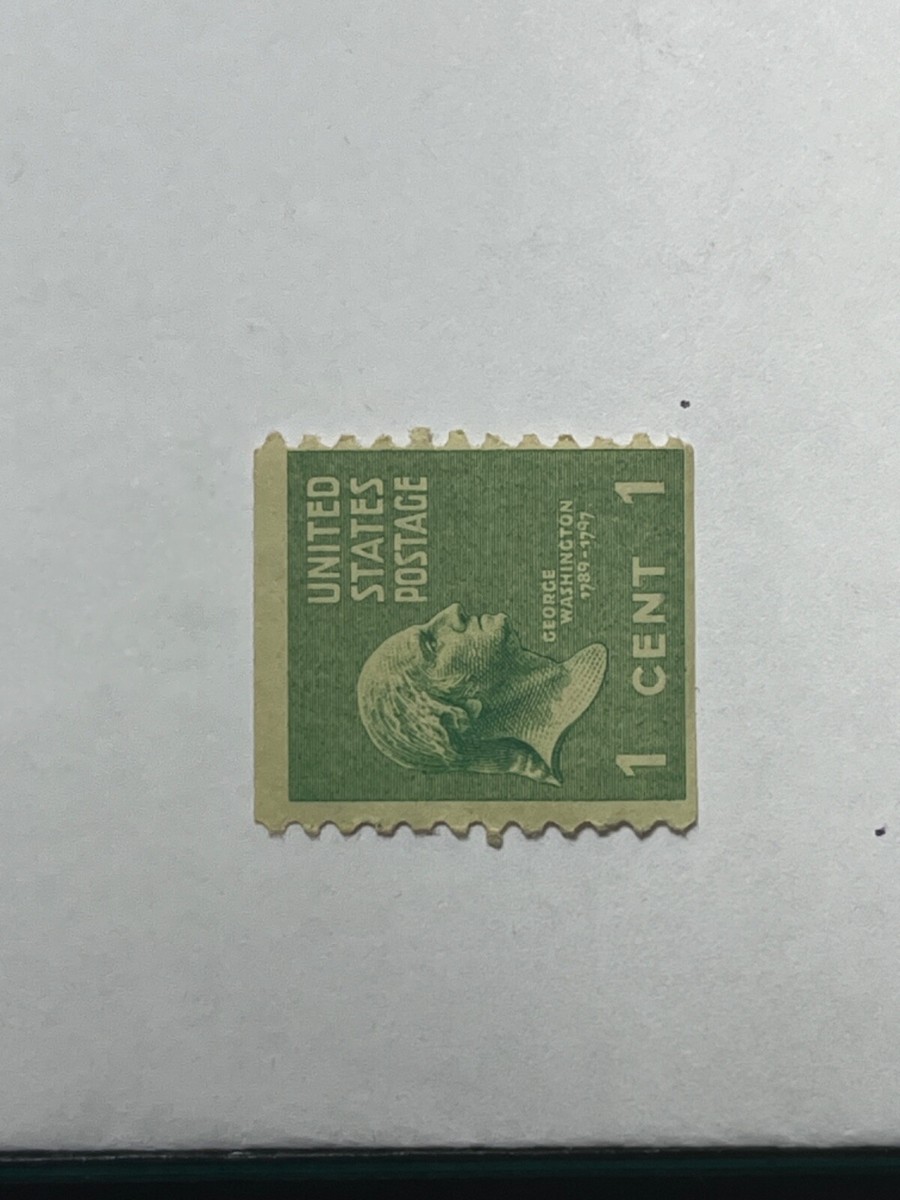 UNITED
STATES
POSTAGE
GEORGE
WASHINGTON
1789-1797
1 CENT 1